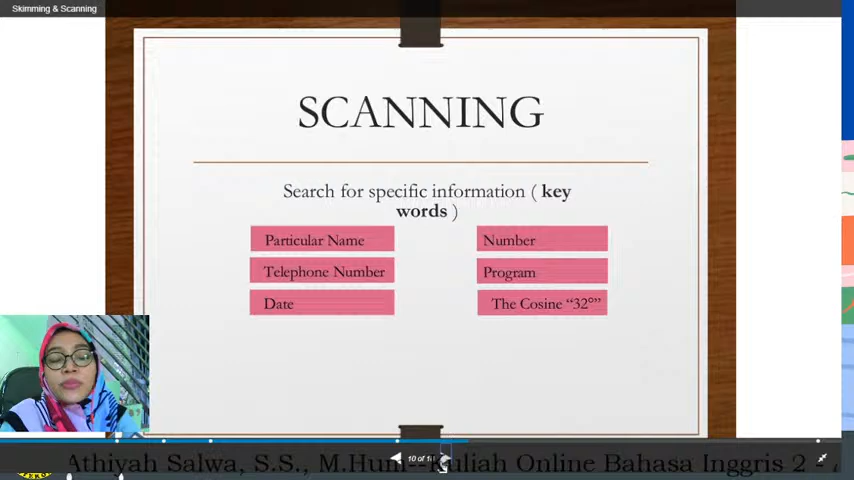 Skimming & Scanning
SCANNING
Search for specific information ( key
words )
Particular Name
Number
Telephone Number
Program
Date
The Cosine “32°”
10 of 18
Athiyah Salwa, S.S., M.Hum--Kuliah Online Bahasa Inggris 2 -